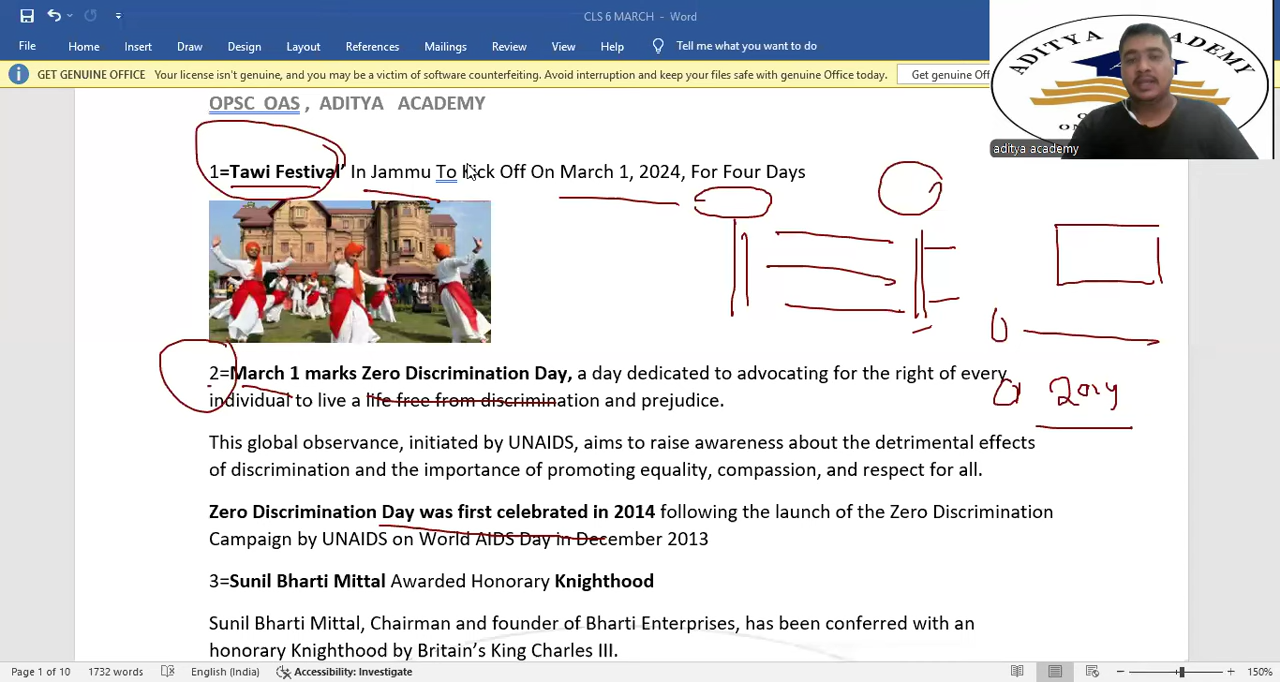 CLS 6 MARCH - Word
File Home Insert Draw Design Layout References Mailings Review View Help Tell me what you want to do
GET GENUINE OFFICE Your license isn't genuine, and you may be a victim of software counterfeiting. Avoid interruption and keep your files safe with genuine Office today. Get genuine Off
ADITYA ACADEMY
aditya academy
OPSC OAS , ADITYA ACADEMY
1=Tawi Festival' In Jammu To Kick Off On March 1, 2024, For Four Days
2=March 1 marks Zero Discrimination Day, a day dedicated to advocating for the right of every
individual to live a life free from discrimination and prejudice.
2014
This global observance, initiated by UNAIDS, aims to raise awareness about the detrimental effects
of discrimination and the importance of promoting equality, compassion, and respect for all.
Zero Discrimination Day was first celebrated in 2014 following the launch of the Zero Discrimination
Campaign by UNAIDS on World AIDS Day in December 2013
3=Sunil Bharti Mittal Awarded Honorary Knighthood
Sunil Bharti Mittal, Chairman and founder of Bharti Enterprises, has been conferred with an
honorary Knighthood by Britain's King Charles III.
Page 1 of 10 1732 words English (India) Accessibility: Investigate 150%